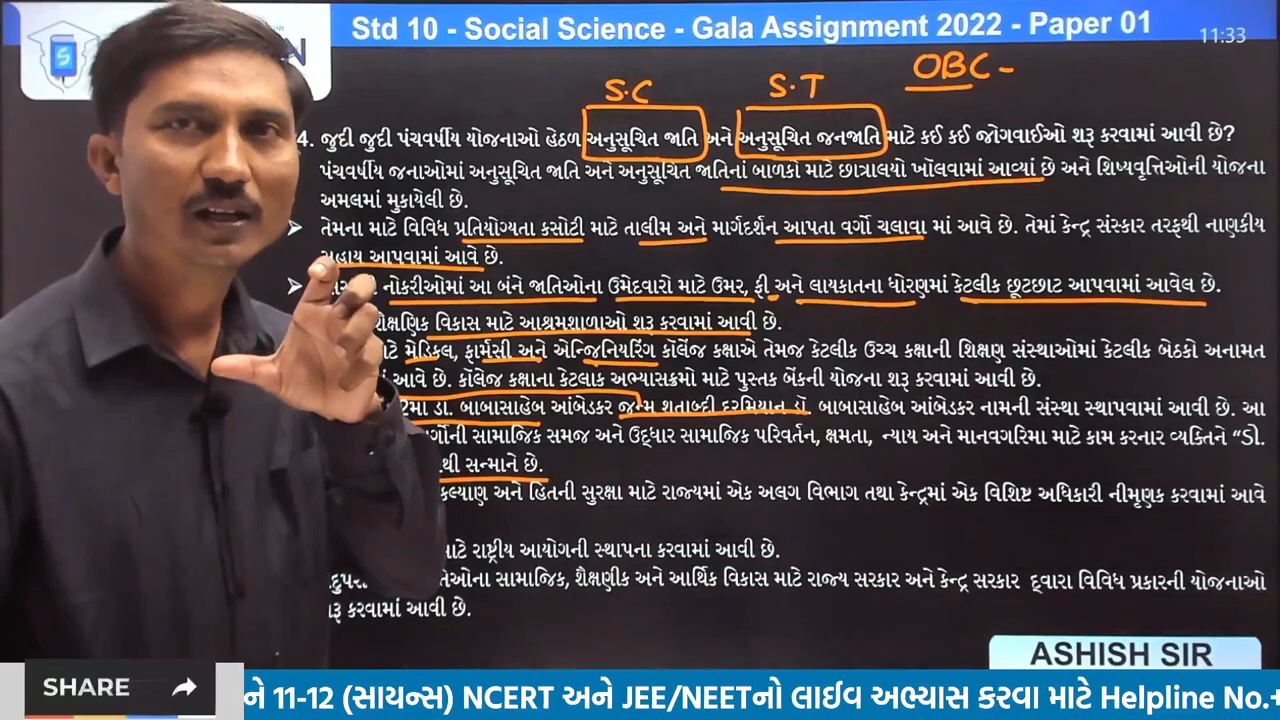 Std 10 - Social Science - Gala Assignment 2022 - Paper 01
11:33
OBC -
S.C S.T
4. જુદી જુદી પંચવર્ષીય યોજનાઓ હેઠળ અનુસૂચિત જાતિ અને અનુસૂચિત જનજાતિ માટે કઈ કઈ જોગવાઈઓ શરૂ કરવામાં આવી છે?
પંચવર્ષીય જનાઓમાં અનુસૂચિત જાતિ અને અનુસૂચિત જાતિનાં બાળકો માટે છાત્રાલયો ખૉલવામાં આવ્યાં છે અને શિષ્યવૃત્તિઓની યોજના
અમલમાં મુકાયેલી છે.
➢ તેમના માટે વિવિધ પ્રતિયોગ્યતા કસોટી માટે તાલીમ અને માર્ગદર્શન આપતા વર્ગો ચલાવા માં આવે છે. તેમાં કેન્દ્ર સંસ્કાર તરફથી નાણકીય
સહાય આપવામાં આવે છે.
➢ નોકરીઓમાં આ બંને જાતિઓના ઉમેદવારો માટે ઉમર, ફી અને લાયકાતના ધોરણમાં કેટલીક છૂટછાટ આપવામાં આવેલ છે.
શૈક્ષણિક વિકાસ માટે આશ્રમશાળાઓ શરૂ કરવામાં આવી છે.
માટે મેડિકલ, ફાર્મસી અને એન્જિનિયરિંગ કૉલેંજ કક્ષાએ તેમજ કેટલીક ઉચ્ચ કક્ષાની શિક્ષણ સંસ્થાઓમાં કેટલીક બેઠકો અનામત
આવે છે. કૉલેજ કક્ષાના કેટલાક અભ્યાસક્રમો માટે પુસ્તક બેંકની યોજના શરૂ કરવામાં આવી છે.
ડા. બાબાસાહેબ આંબેડકર જન્મ શતાબ્દી દરમિયાન ડૉ. બાબાસાહેબ આંબેડકર નામની સંસ્થા સ્થાપવામાં આવી છે. આ
વર્ગોની સામાજિક સમજ અને ઉદ્ધાર સામાજિક પરિવર્તન, ક્ષમતા, ન્યાય અને માનવગરિમા માટે કામ કરનાર વ્યક્તિને “ડો.
થી સન્માને છે.
કલ્યાણ અને હિતની સુરક્ષા માટે રાજ્યમાં એક અલગ વિભાગ તથા કેન્દ્રમાં એક વિશિષ્ટ અધિકારી નીમૃણક કરવામાં આવે
માટે રાષ્ટ્રીય આયોગની સ્થાપના કરવામાં આવી છે.
સામાજિક, શૈક્ષણીક અને આર્થિક વિકાસ માટે રાજ્ય સરકાર અને કેન્દ્ર સરકાર દ્વારા વિવિધ પ્રકારની યોજનાઓ
શરૂ કરવામાં આવી છે.
ASHISH SIR
SHARE
ને 11-12 (સાયન્સ) NCERT અને JEE/NEETનો લાઈવ અભ્યાસ કરવા માટે Helpline No.+